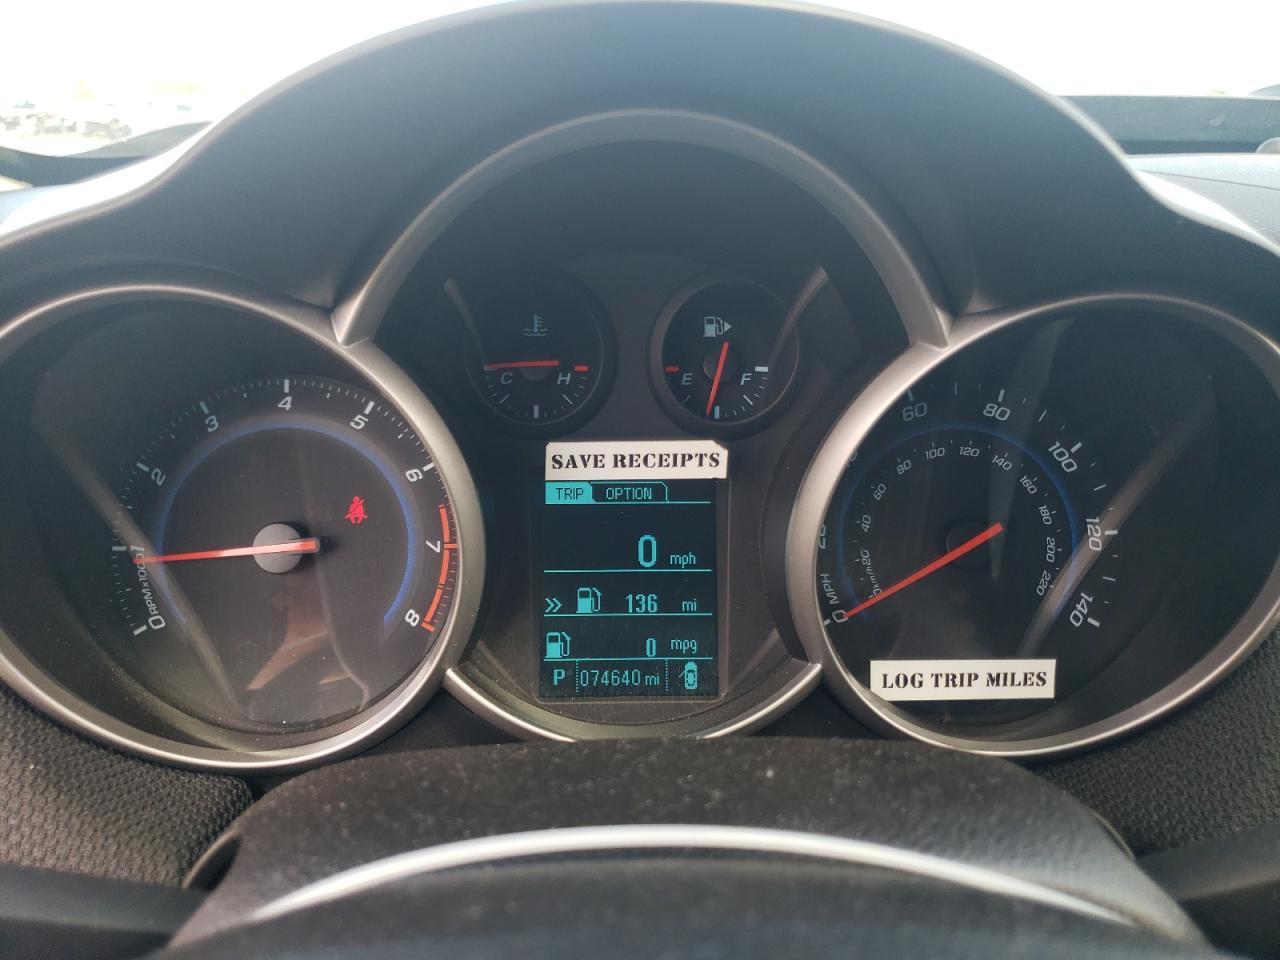 C H
E F
SAVE RECEIPTS
TRIP OPTION
0 mph
>> 136 mi
0 mpg
P 074640 mi
0 1 2 3 4 5 6 7 8
RPM x 1000
0 60 80 100 120 140
MPH
20 40 60 80 100 120 140 160 180 200 220
km/h
LOG TRIP MILES